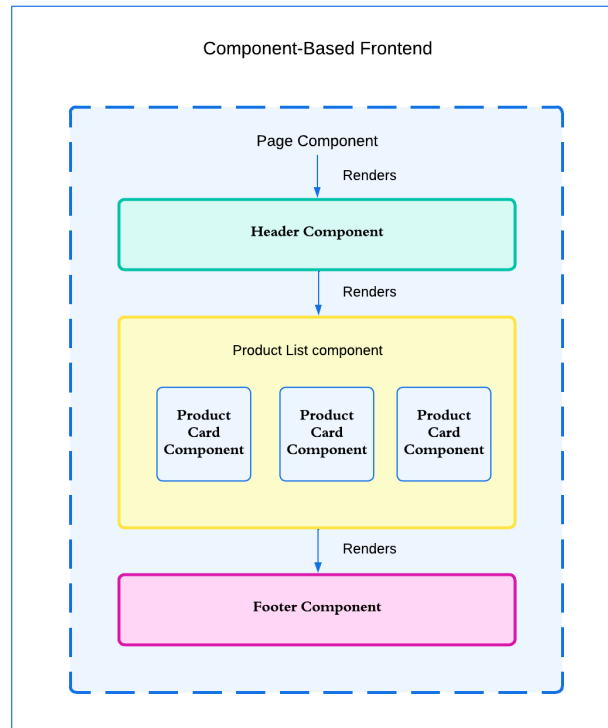 Component-Based Frontend
Page Component
Renders
Header Component
Renders
Product List component
Product
Card
Component
Product
Card
Component
Product
Card
Component
Renders
Footer Component